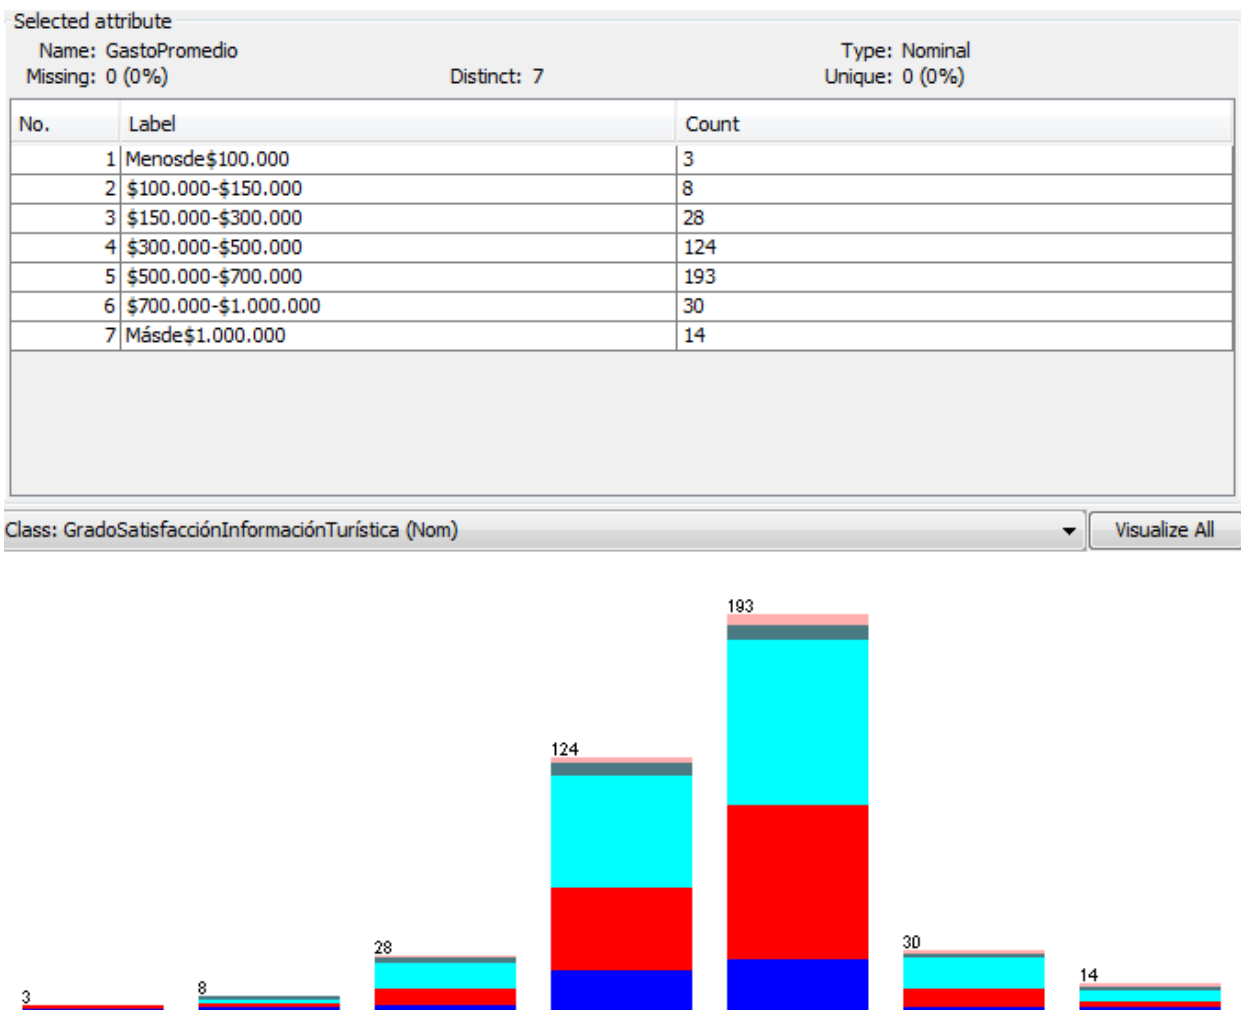 Selected attribute
Name: GastoPromedio Type: Nominal
Missing: 0 (0%) Distinct: 7 Unique: 0 (0%)
No. Label Count
1 Menosde$100.000 3
2 $100.000-$150.000 8
3 $150.000-$300.000 28
4 $300.000-$500.000 124
5 $500.000-$700.000 193
6 $700.000-$1.000.000 30
7 Másde$1.000.000 14
Class: GradoSatisfacciónInformaciónTurística (Nom) Visualize All
193
124
28
30
14
8
3